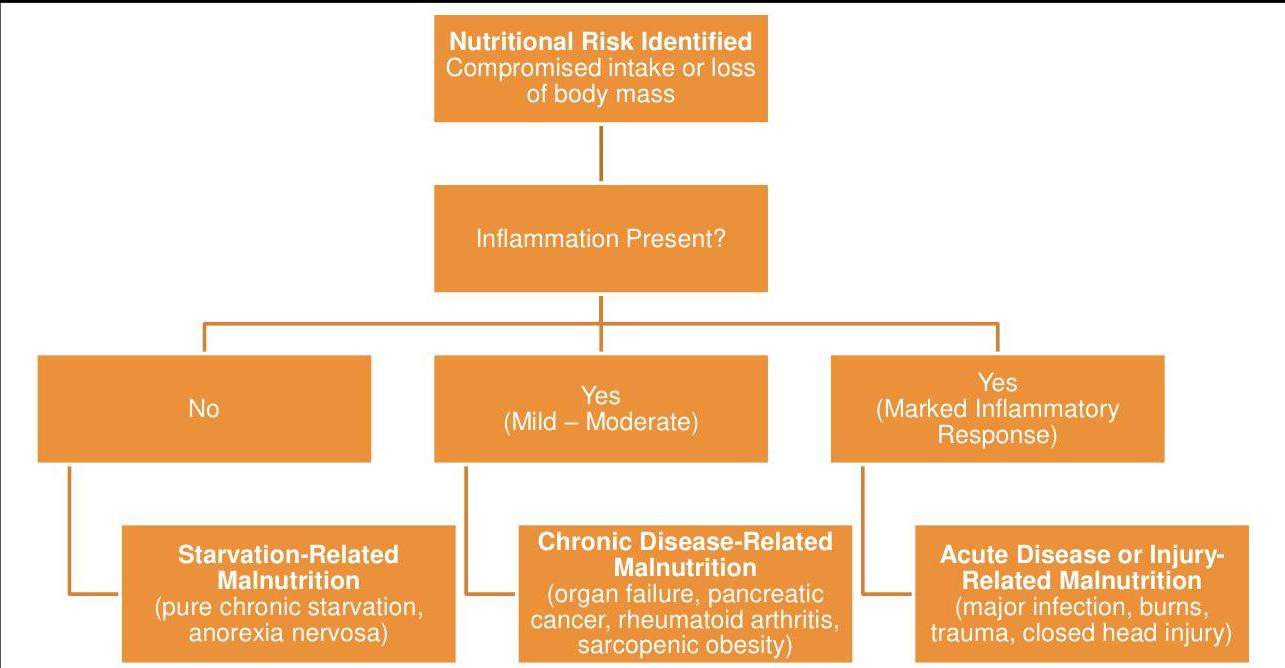 Nutritional Risk Identified
Compromised intake or loss
of body mass
Inflammation Present?
No
Yes
(Mild – Moderate)
Yes
(Marked Inflammatory
Response)
Starvation-Related
Malnutrition
(pure chronic starvation,
anorexia nervosa)
Chronic Disease-Related
Malnutrition
(organ failure, pancreatic
cancer, rheumatoid arthritis,
sarcopenic obesity)
Acute Disease or Injury-
Related Malnutrition
(major infection, burns,
trauma, closed head injury)